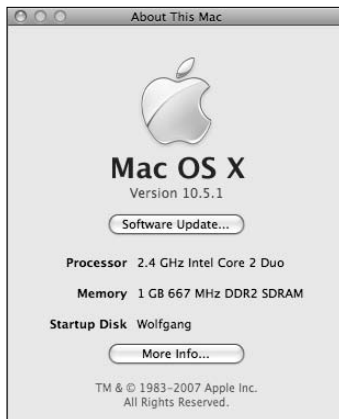 About This Mac
Mac OS X
Version 10.5.1
Software Update...
Processor 2.4 GHz Intel Core 2 Duo
Memory 1 GB 667 MHz DDR2 SDRAM
Startup Disk Wolfgang
More Info...
TM & © 1983-2007 Apple Inc.
All Rights Reserved.